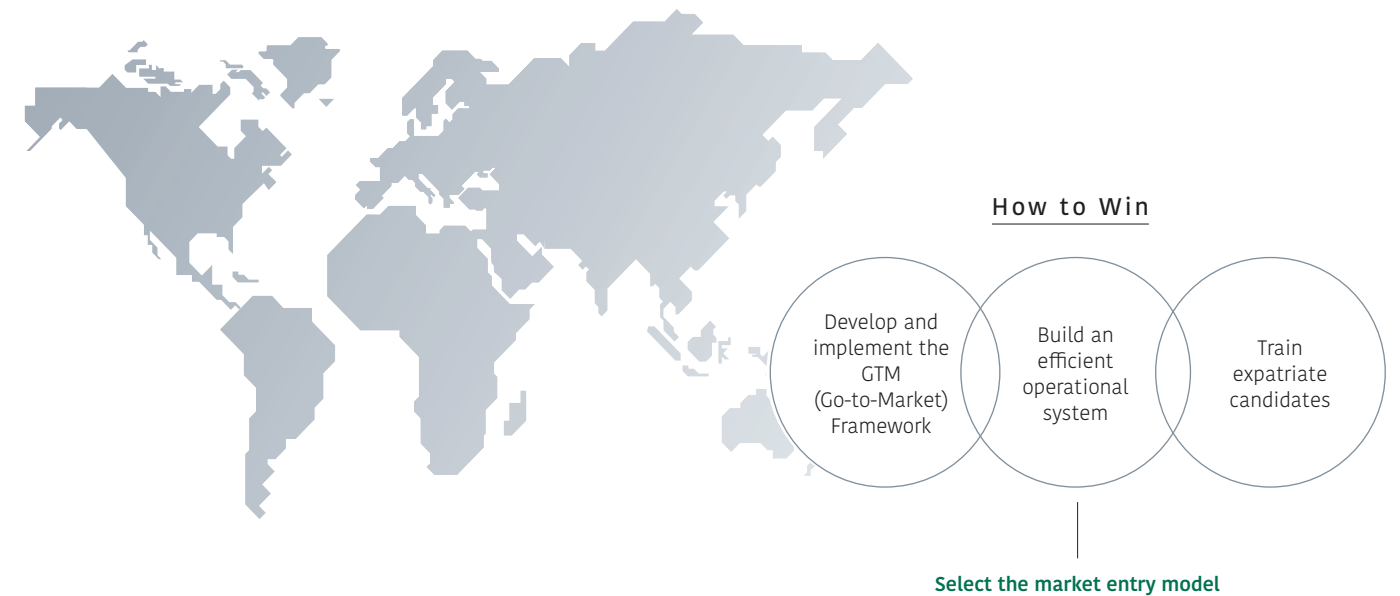 How to Win
Develop and
implement the
GTM
(Go-to-Market)
Framework
Build an
efficient
operational
system
Train
expatriate
candidates
Select the market entry model